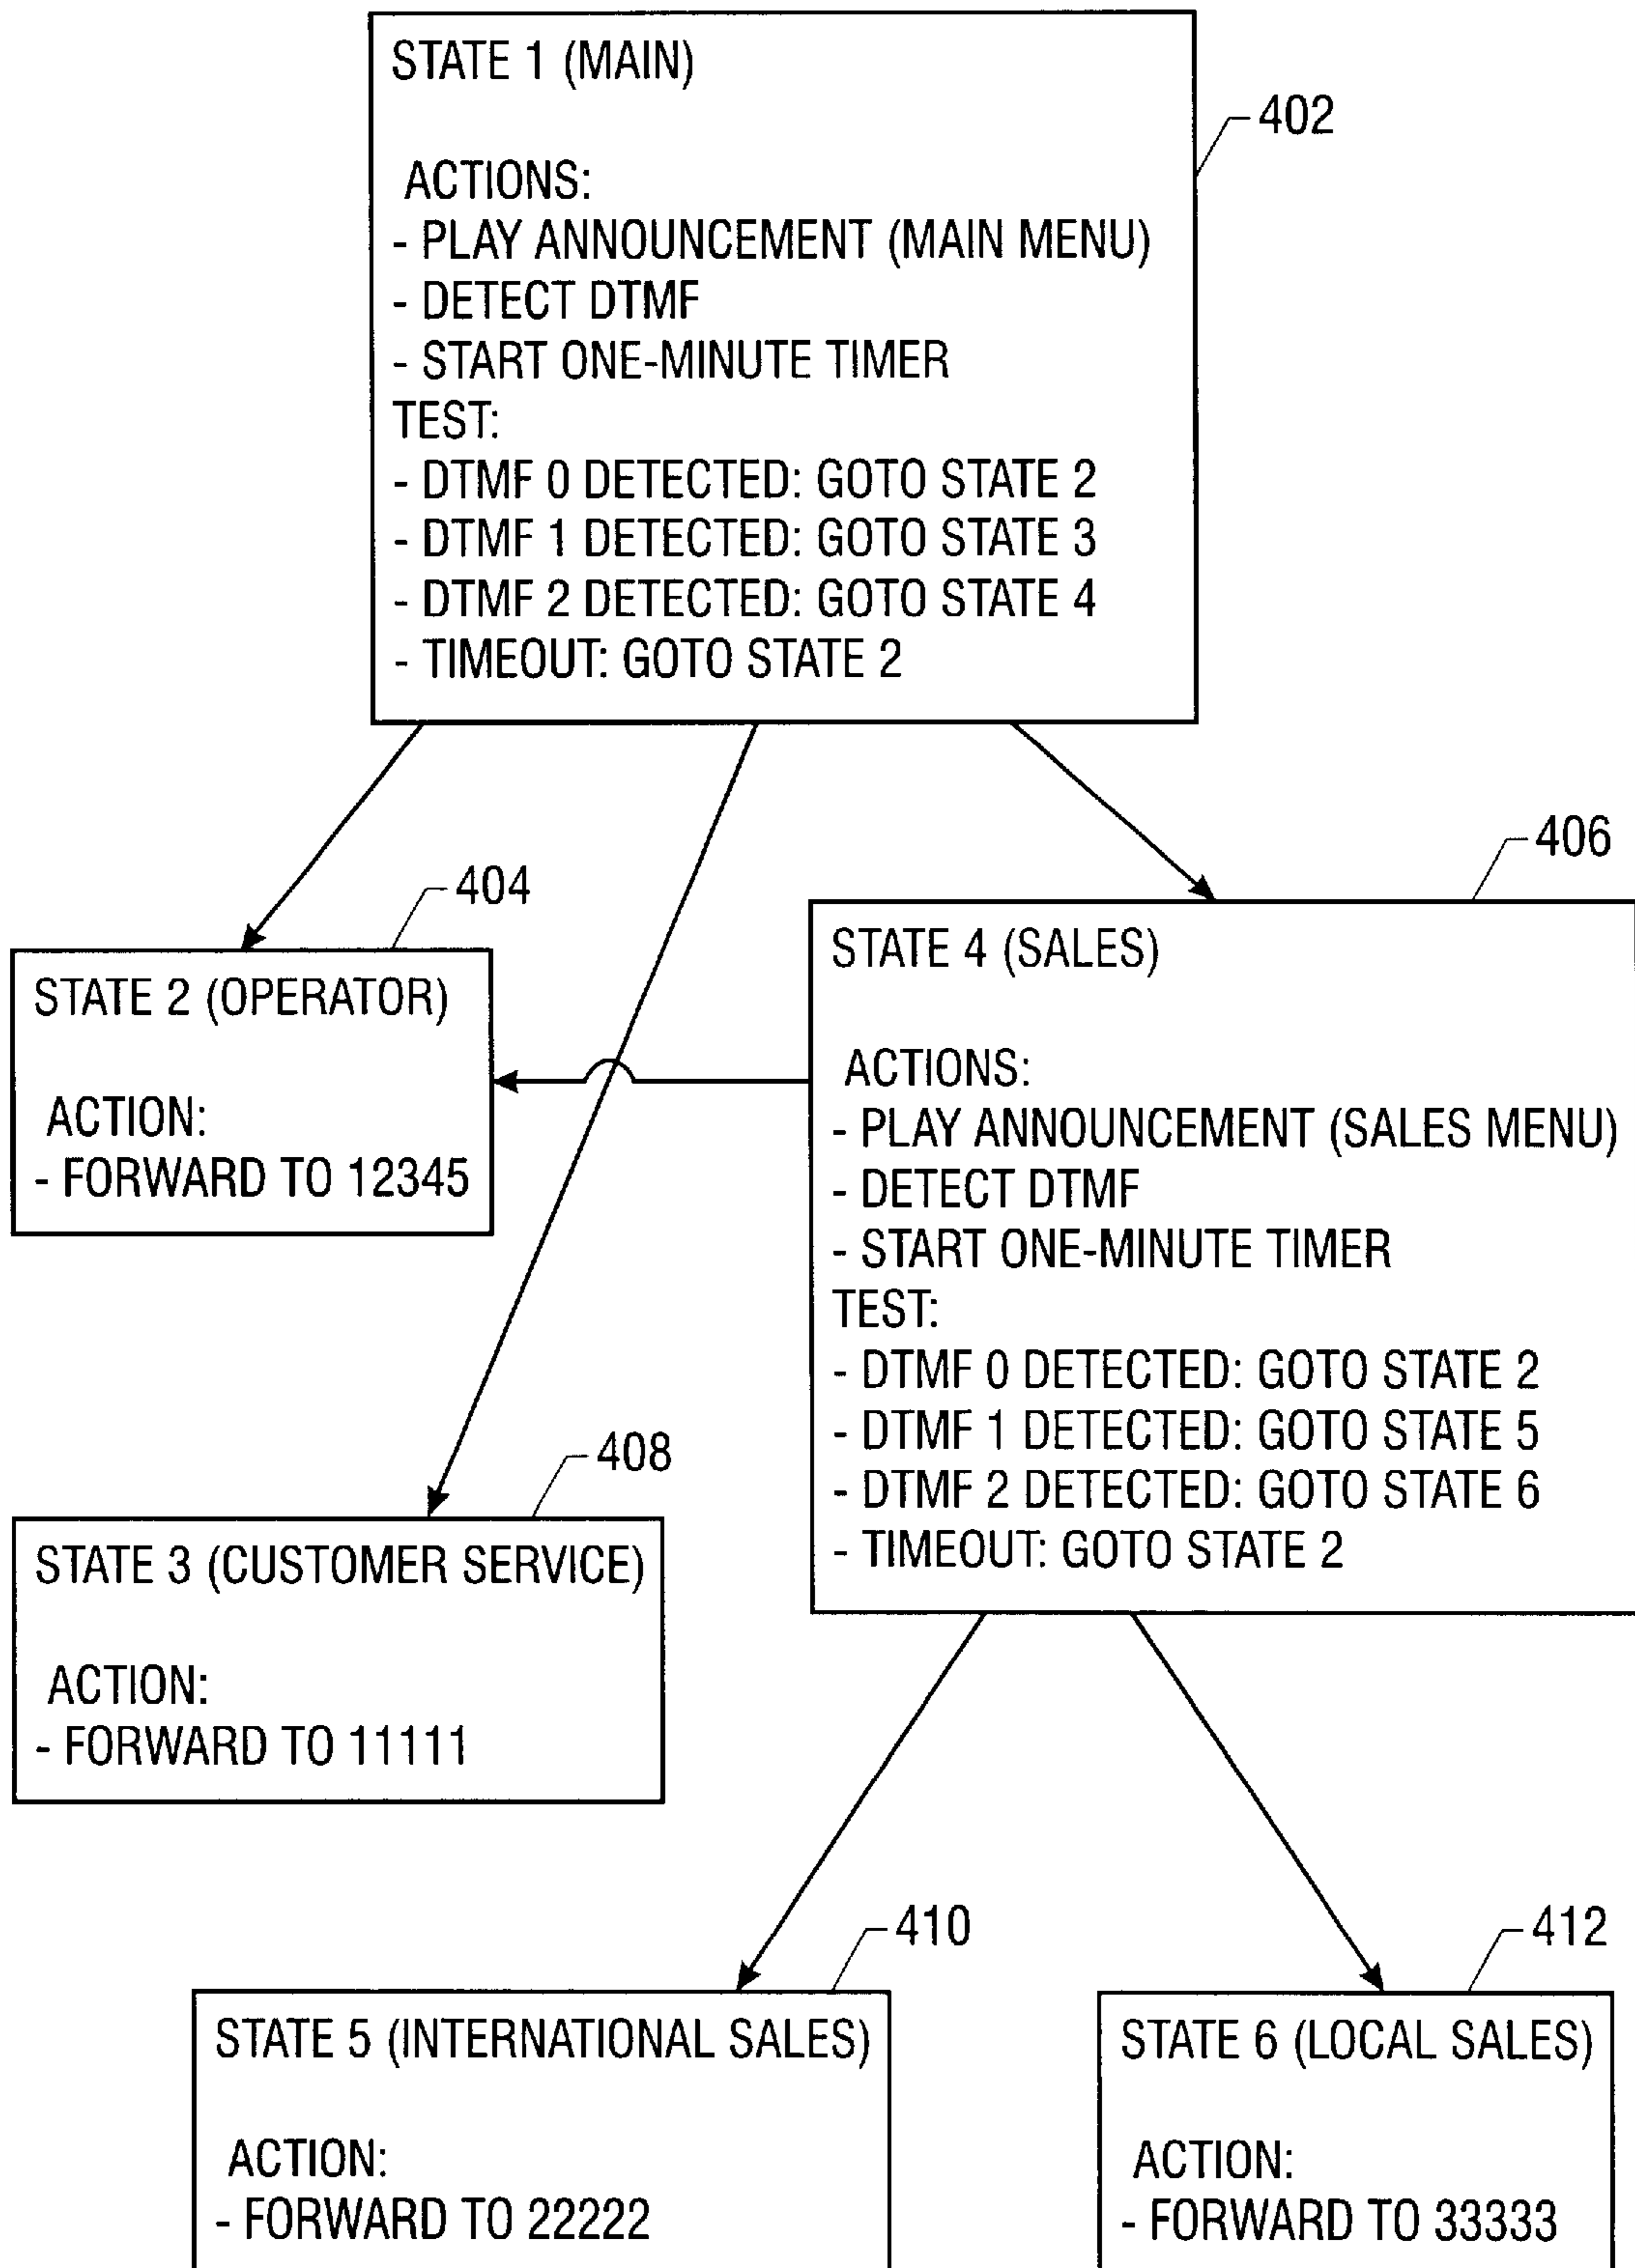 STATE 1 (MAIN)
402
ACTIONS:
- PLAY ANNOUNCEMENT (MAIN MENU)
- DETECT DTMF
- START ONE-MINUTE TIMER
TEST:
- DTMF 0 DETECTED: GOTO STATE 2
- DTMF 1 DETECTED: GOTO STATE 3
- DTMF 2 DETECTED: GOTO STATE 4
- TIMEOUT: GOTO STATE 2
404
STATE 2 (OPERATOR)
ACTION:
- FORWARD TO 12345
406
STATE 4 (SALES)
ACTIONS:
- PLAY ANNOUNCEMENT (SALES MENU)
- DETECT DTMF
- START ONE-MINUTE TIMER
TEST:
- DTMF 0 DETECTED: GOTO STATE 2
- DTMF 1 DETECTED: GOTO STATE 5
- DTMF 2 DETECTED: GOTO STATE 6
- TIMEOUT: GOTO STATE 2
408
STATE 3 (CUSTOMER SERVICE)
ACTION:
- FORWARD TO 11111
410
STATE 5 (INTERNATIONAL SALES)
ACTION:
- FORWARD TO 22222
412
STATE 6 (LOCAL SALES)
ACTION:
- FORWARD TO 33333